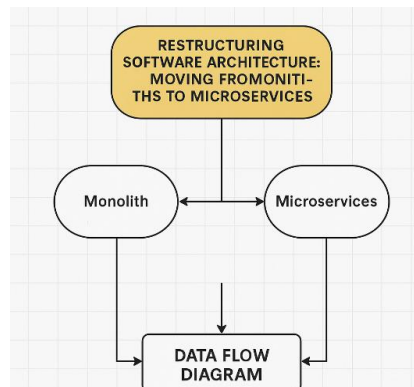 RESTRUCTURING
SOFTWARE ARCHITECTURE:
MOVING FROMONITI-
THS TO MICROSERVICES
Monolith
Microservices
DATA FLOW
DIAGRAM